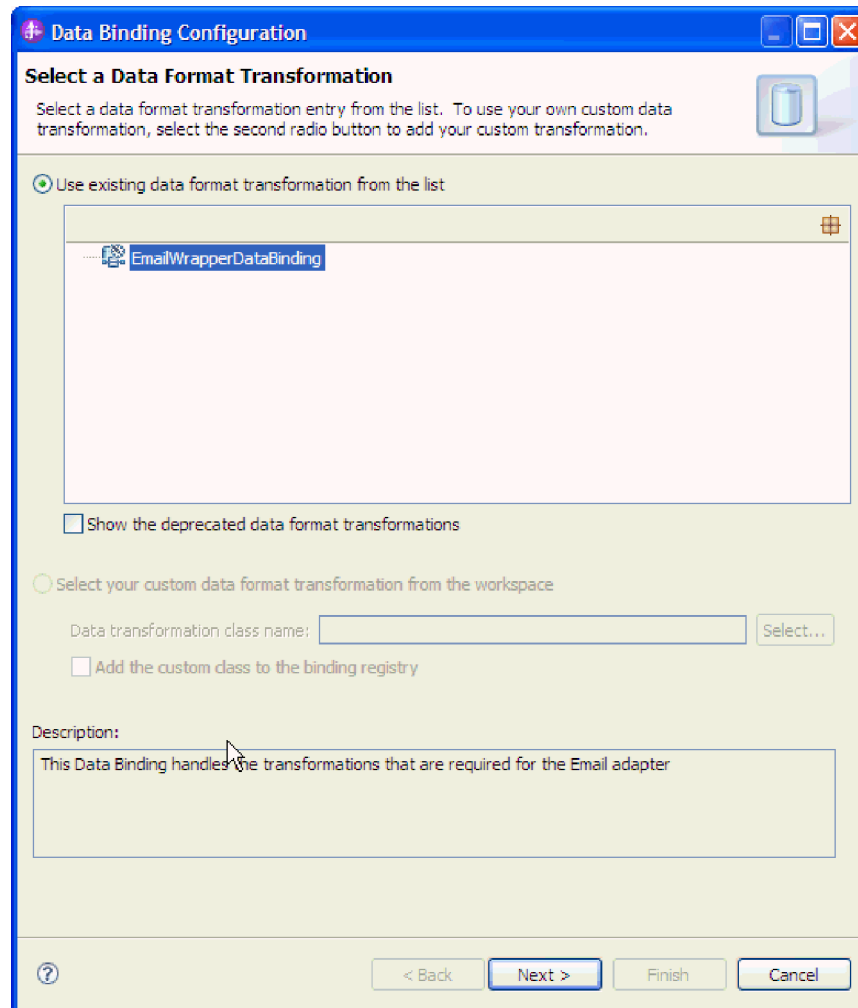 Data Binding Configuration
Select a Data Format Transformation
Select a data format transformation entry from the list. To use your own custom data
transformation, select the second radio button to add your custom transformation.
Use existing data format transformation from the list
EmailWrapperDataBinding
Show the deprecated data format transformations
Select your custom data format transformation from the workspace
Data transformation class name:
Select...
Add the custom class to the binding registry
Description:
This Data Binding handles the transformations that are required for the Email adapter
< Back
Next >
Finish
Cancel